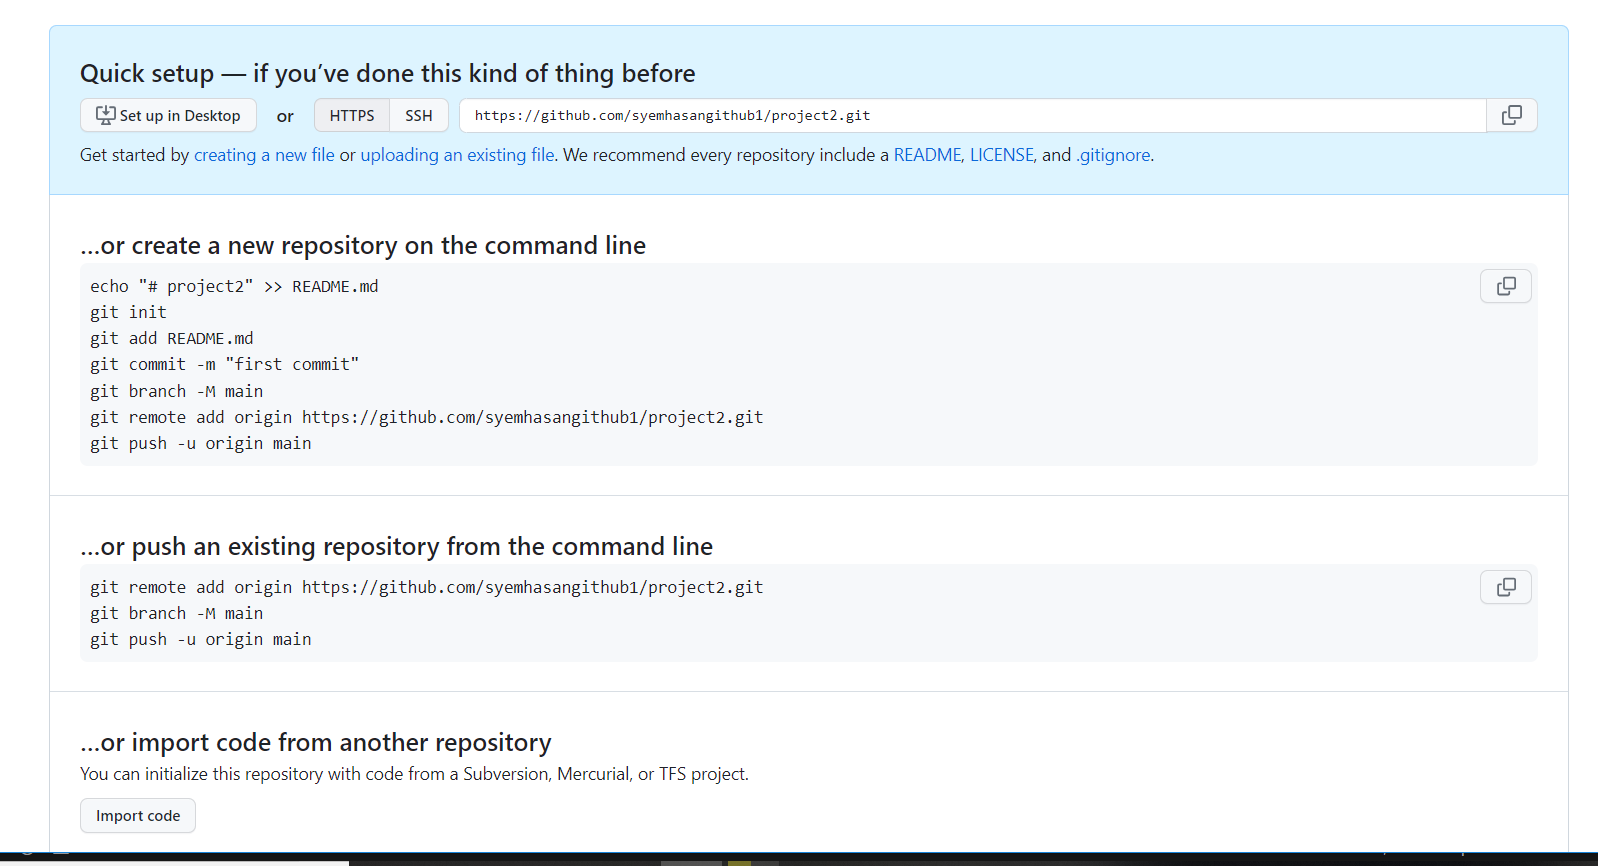 Quick setup — if you’ve done this kind of thing before
Set up in Desktop or HTTPS SSH https://github.com/syemhasangithub1/project2.git
Get started by creating a new file or uploading an existing file. We recommend every repository include a README, LICENSE, and .gitignore.
…or create a new repository on the command line
echo "# project2" >> README.md
git init
git add README.md
git commit -m "first commit"
git branch -M main
git remote add origin https://github.com/syemhasangithub1/project2.git
git push -u origin main
…or push an existing repository from the command line
git remote add origin https://github.com/syemhasangithub1/project2.git
git branch -M main
git push -u origin main
…or import code from another repository
You can initialize this repository with code from a Subversion, Mercurial, or TFS project.
Import code